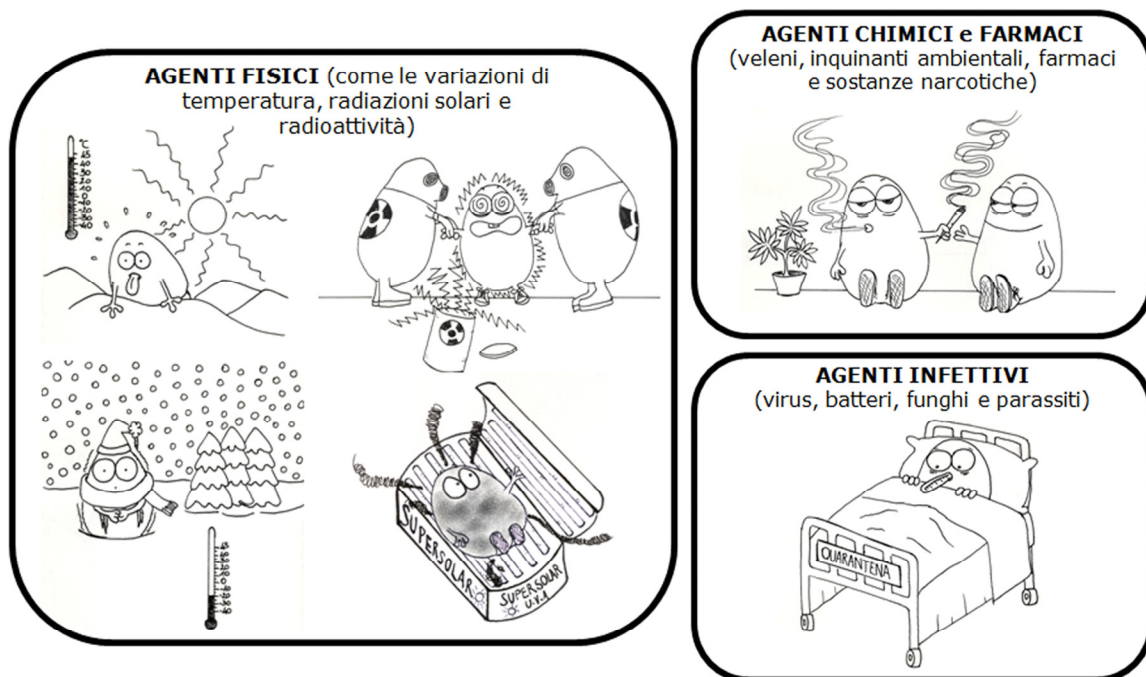 AGENTI FISICI (come le variazioni di
temperatura, radiazioni solari e
radioattività)
°C
SUPERSOLAR
SUPERSOLAR
U.V.A
AGENTI CHIMICI e FARMACI
(veleni, inquinanti ambientali, farmaci
e sostanze narcotiche)
AGENTI INFETTIVI
(virus, batteri, funghi e parassiti)
QUARANTENA